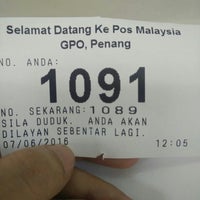 Selamat Datang Ke Pos Malaysia
GPO, Penang
NO. ANDA:
1091
NO. SEKARANG: 1089
SILA DUDUK. ANDA AKAN
DILAYAN SEBENTAR LAGI.
07/06/2016 12:05